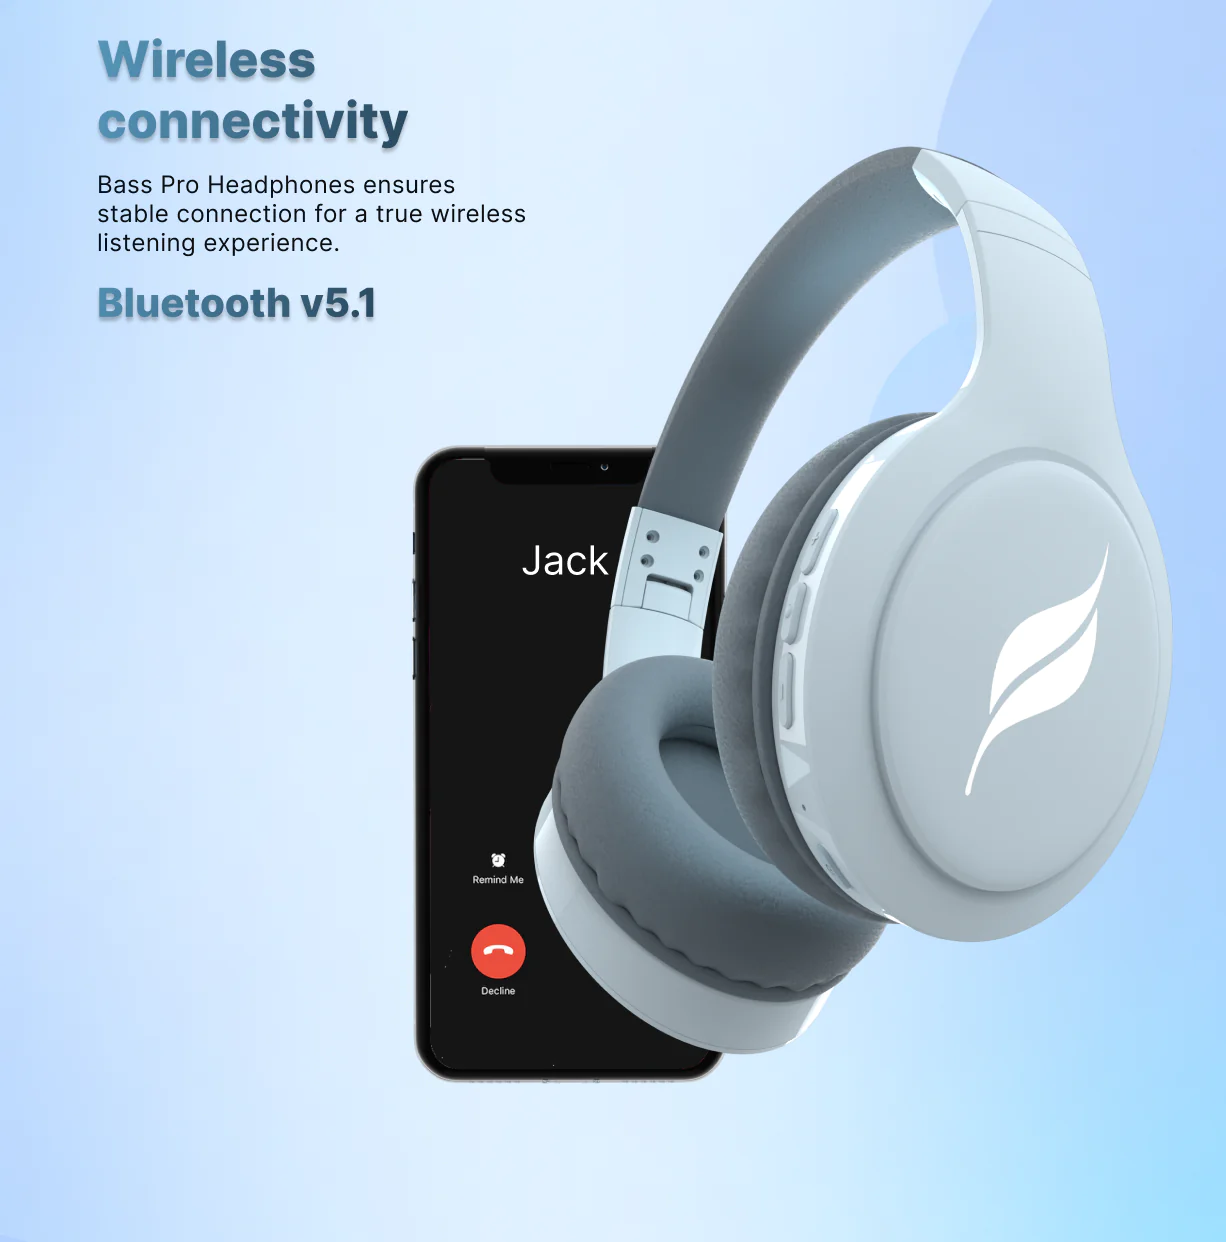 Wireless
connectivity
Bass Pro Headphones ensures
stable connection for a true wireless
listening experience.
Bluetooth v5.1
Jack
Remind Me
Decline